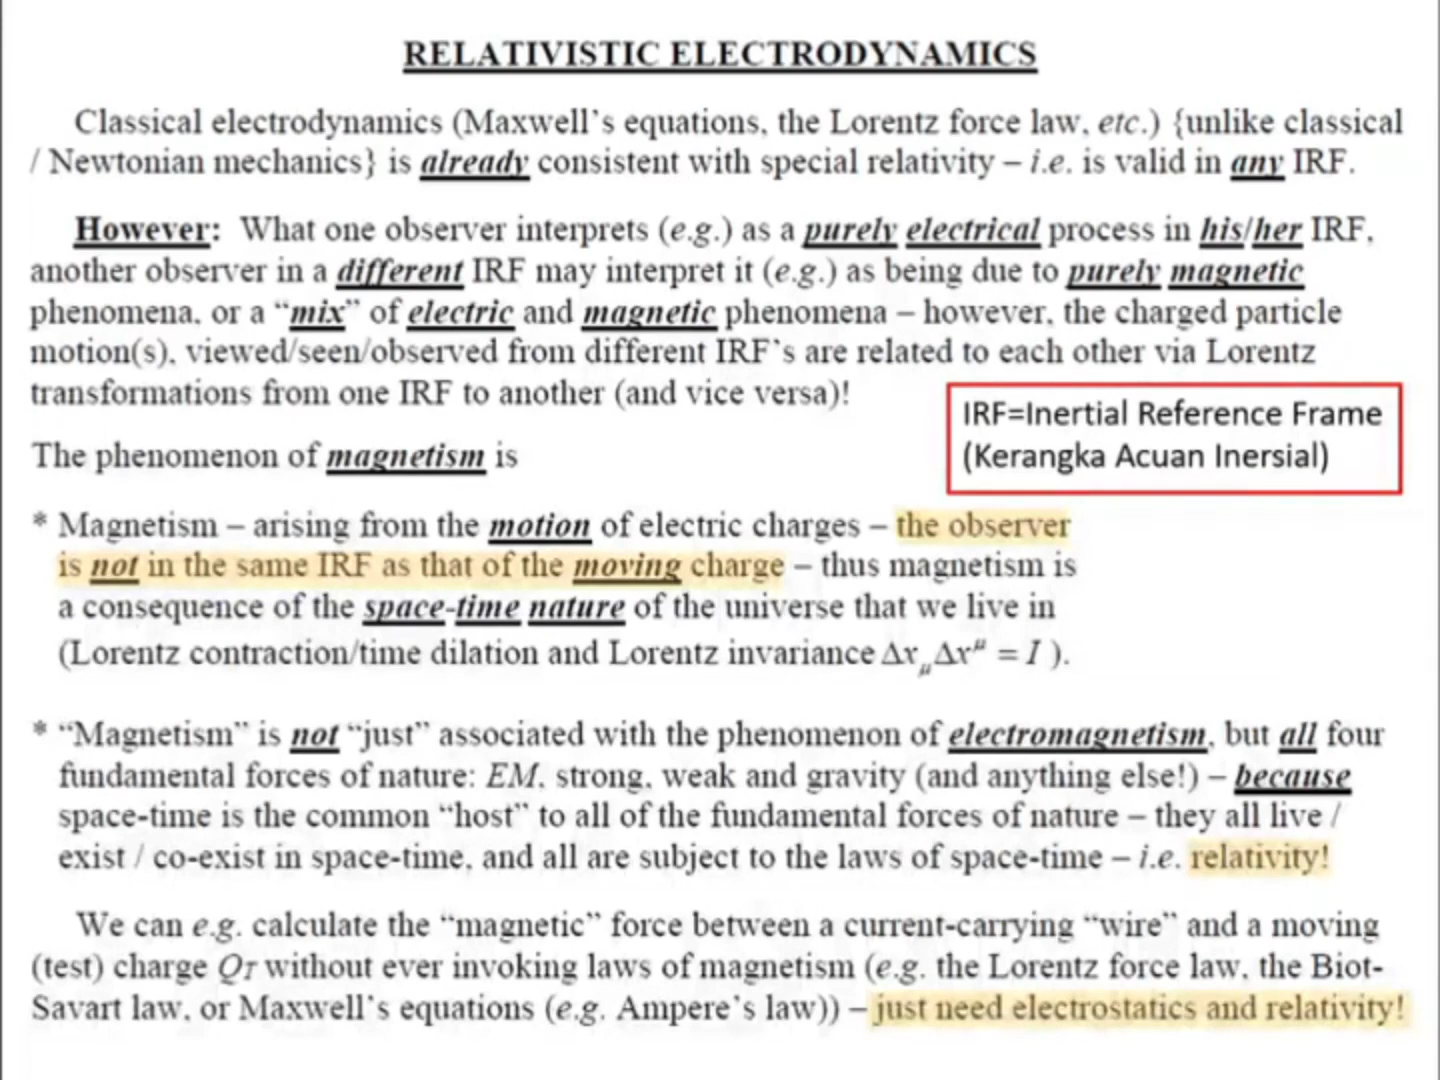 RELATIVISTIC ELECTRODYNAMICS
Classical electrodynamics (Maxwell's equations, the Lorentz force law, etc.) {unlike classical
/ Newtonian mechanics} is already consistent with special relativity – i.e. is valid in any IRF.
However: What one observer interprets (e.g.) as a purely electrical process in his/her IRF,
another observer in a different IRF may interpret it (e.g.) as being due to purely magnetic
phenomena, or a "mix" of electric and magnetic phenomena – however, the charged particle
motion(s), viewed/seen/observed from different IRF's are related to each other via Lorentz
transformations from one IRF to another (and vice versa)!
IRF=Inertial Reference Frame
(Kerangka Acuan Inersial)
The phenomenon of magnetism is
* Magnetism – arising from the motion of electric charges – the observer
is not in the same IRF as that of the moving charge – thus magnetism is
a consequence of the space-time nature of the universe that we live in
(Lorentz contraction/time dilation and Lorentz invariance Δx_μ Δx^μ = I ).
* "Magnetism" is not "just" associated with the phenomenon of electromagnetism, but all four
fundamental forces of nature: EM, strong, weak and gravity (and anything else!) – because
space-time is the common "host" to all of the fundamental forces of nature – they all live /
exist / co-exist in space-time, and all are subject to the laws of space-time – i.e. relativity!
We can e.g. calculate the "magnetic" force between a current-carrying "wire" and a moving
(test) charge Q_T without ever invoking laws of magnetism (e.g. the Lorentz force law, the Biot-
Savart law, or Maxwell's equations (e.g. Ampere's law)) – just need electrostatics and relativity!